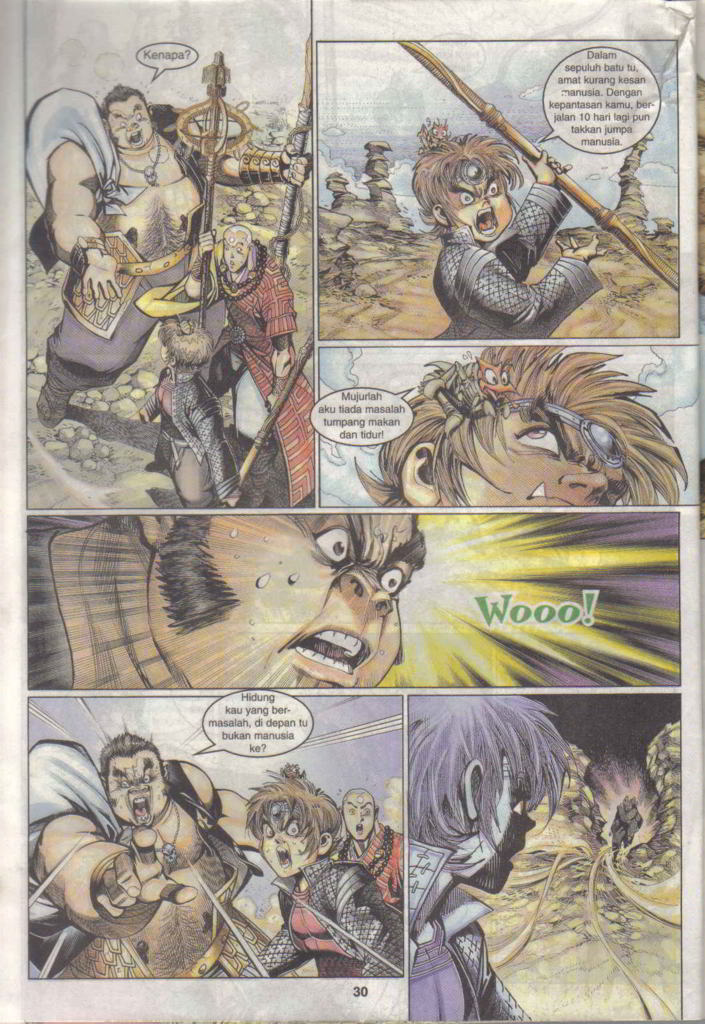 Kenapa?
Dalam
sepuluh batu tu,
amat kurang kesan
manusia. Dengan
kepantasan kamu, ber-
jalan 10 hari lagi pun
takkan jumpa
manusia.
Mujurlah
aku tiada masalah
tumpang makan
dan tidur!
Wooo!
Hidung
kau yang ber-
masalah, di depan tu
bukan manusia
ke?
30